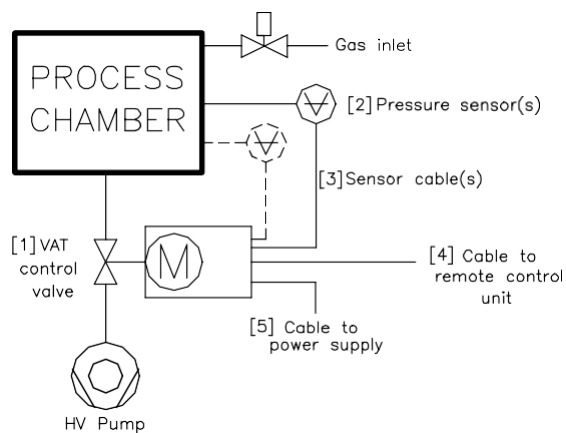 Gas inlet
PROCESS
CHAMBER
[2] Pressure sensor(s)
[3] Sensor cable(s)
[1] VAT
control
valve
M
[4] Cable to
remote control
unit
[5] Cable to
power supply
HV Pump